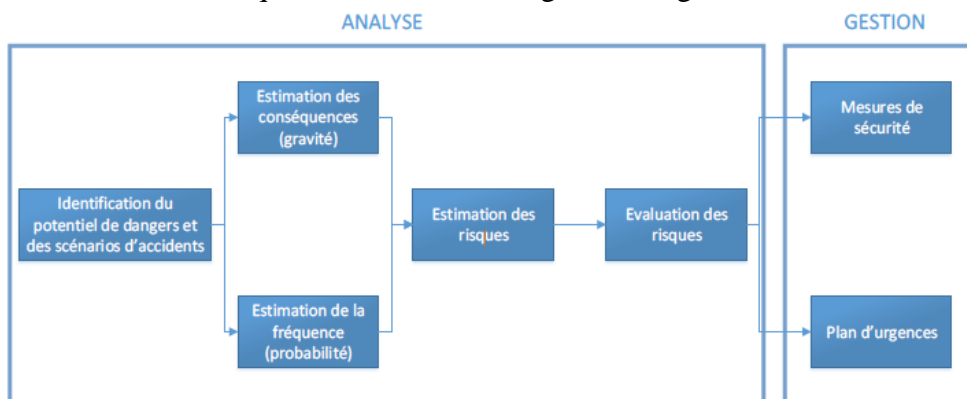 ANALYSE
GESTION
Estimation des
conséquences
(gravité)
Mesures de
sécurité
Identification du
potentiel de dangers et
des scénarios d'accidents
Estimation des
risques
Evaluation des
risques
Estimation de la
fréquence
(probabilité)
Plan d'urgences